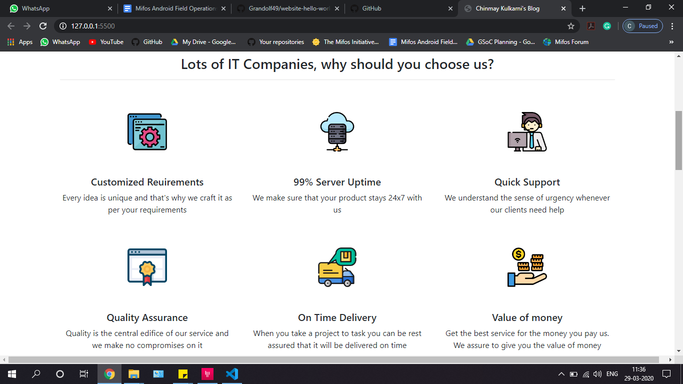 WhatsApp
Mifos Android Field Operation
Grandolf49/website-hello-wor
GitHub
Chinmay Kulkarni's Blog
127.0.0.1:5500
C Paused
Apps
WhatsApp
YouTube
GitHub
My Drive - Google...
Your repositories
The Mifos Initiative...
Mifos Android Field...
GSoC Planning - Go...
Mifos Forum
Lots of IT Companies, why should you choose us?
Customized Reuirements
Every idea is unique and that's why we craft it as
per your requirements
99% Server Uptime
We make sure that your product stays 24x7 with
us
Quick Support
We understand the sense of urgency whenever
our clients need help
Quality Assurance
Quality is the central edifice of our service and
we make no compromises on it
On Time Delivery
When you take a project to task you can be rest
assured that it will be delivered on time
Value of money
Get the best service for the money you pay us.
We assure to give you the value of money
ENG
11:36
29-03-2020